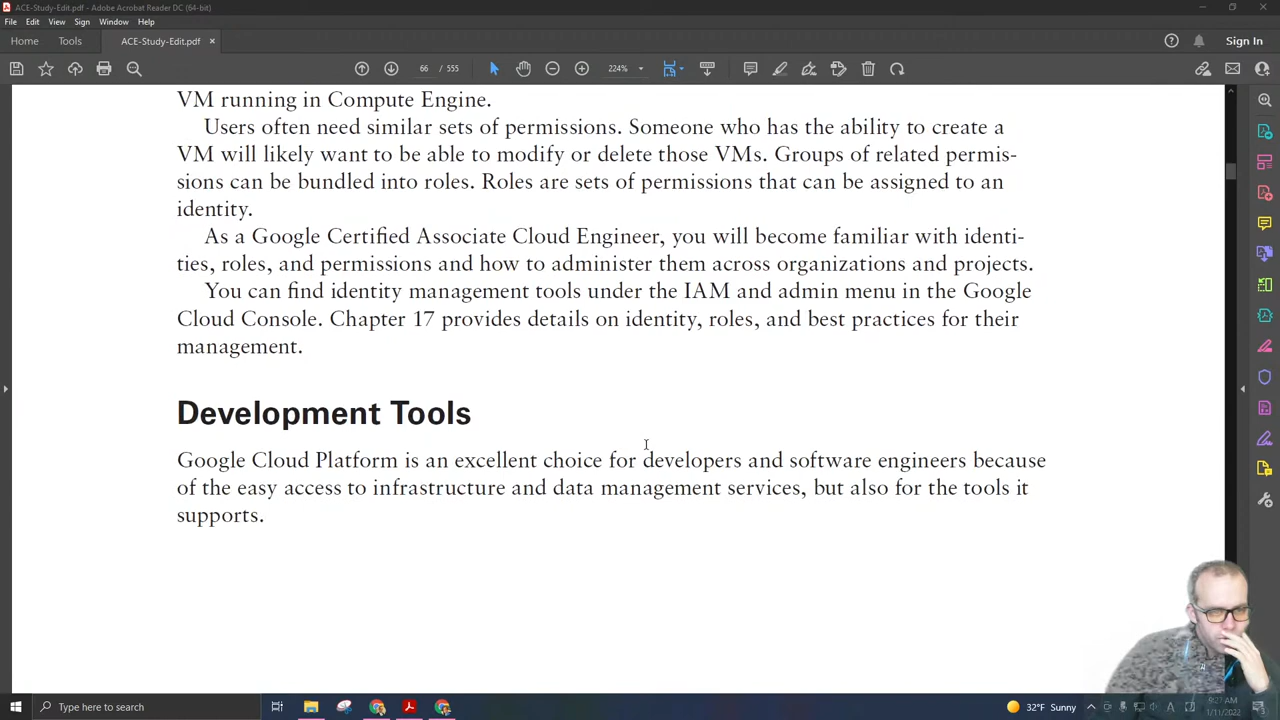 ACE-Study-Edit.pdf - Adobe Acrobat Reader DC (64-bit)
File Edit View Sign Window Help
Home Tools ACE-Study-Edit.pdf × Sign In
66 / 555 224%
VM running in Compute Engine.
Users often need similar sets of permissions. Someone who has the ability to create a
VM will likely want to be able to modify or delete those VMs. Groups of related permis-
sions can be bundled into roles. Roles are sets of permissions that can be assigned to an
identity.
As a Google Certified Associate Cloud Engineer, you will become familiar with identi-
ties, roles, and permissions and how to administer them across organizations and projects.
You can find identity management tools under the IAM and admin menu in the Google
Cloud Console. Chapter 17 provides details on identity, roles, and best practices for their
management.
Development Tools
Google Cloud Platform is an excellent choice for developers and software engineers because
of the easy access to infrastructure and data management services, but also for the tools it
supports.
Type here to search
32°F Sunny
9:27 AM
1/11/2022